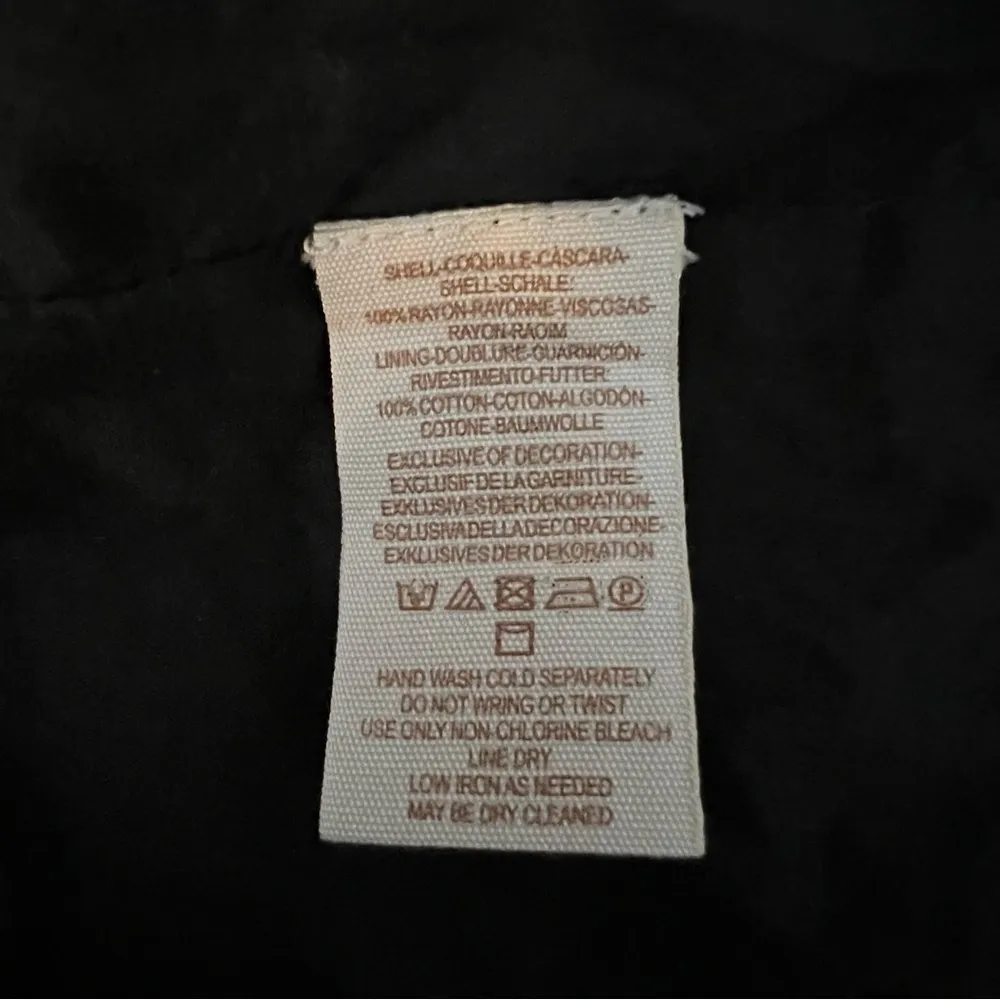 SHELL-COQUILLE-CÁSCARA-
SHELL-SCHALE:
100% RAYON-RAYONNE-VISCOSAS-
RAYON-RAOIM
LINING-DOUBLURE-GUARNICIÓN-
RIVESTIMENTO-FUTTER:
100% COTTON-COTON-ALGODÓN-
COTONE-BAUMWOLLE
EXCLUSIVE OF DECORATION-
EXCLUSIF DE LA GARNITURE-
EXKLUSIVES DER DEKORATION-
ESCLUSIVA DELLA DECORAZIONE-
EXKLUSIVES DER DEKORATION
P
HAND WASH COLD SEPARATELY
DO NOT WRING OR TWIST
USE ONLY NON-CHLORINE BLEACH
LINE DRY
LOW IRON AS NEEDED
MAY BE DRY CLEANED